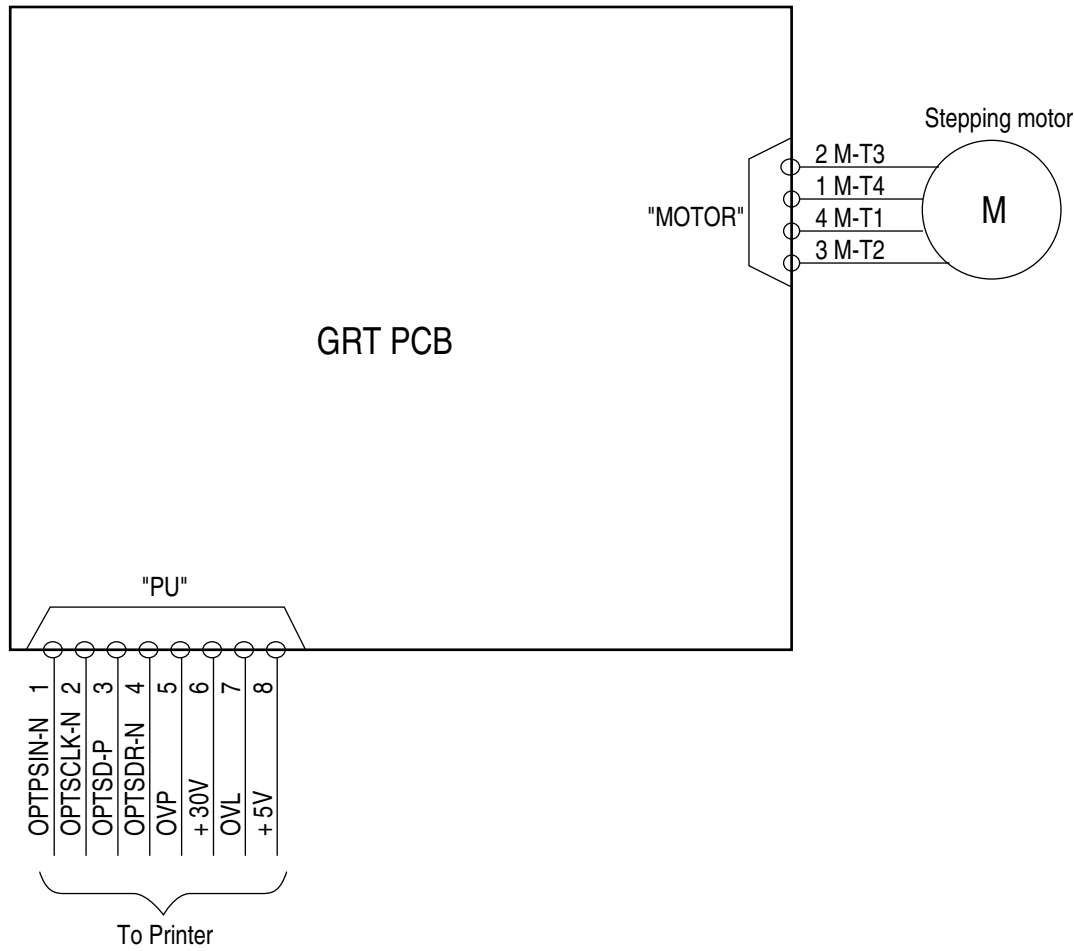 Stepping motor
2 M-T3
1 M-T4
4 M-T1
3 M-T2
M
"MOTOR"
GRT PCB
"PU"
OPTPSIN-N 1
OPTSCLK-N 2
OPTSD-P 3
OPTSDR-N 4
OVP 5
+30V 6
OVL 7
+5V 8
To Printer